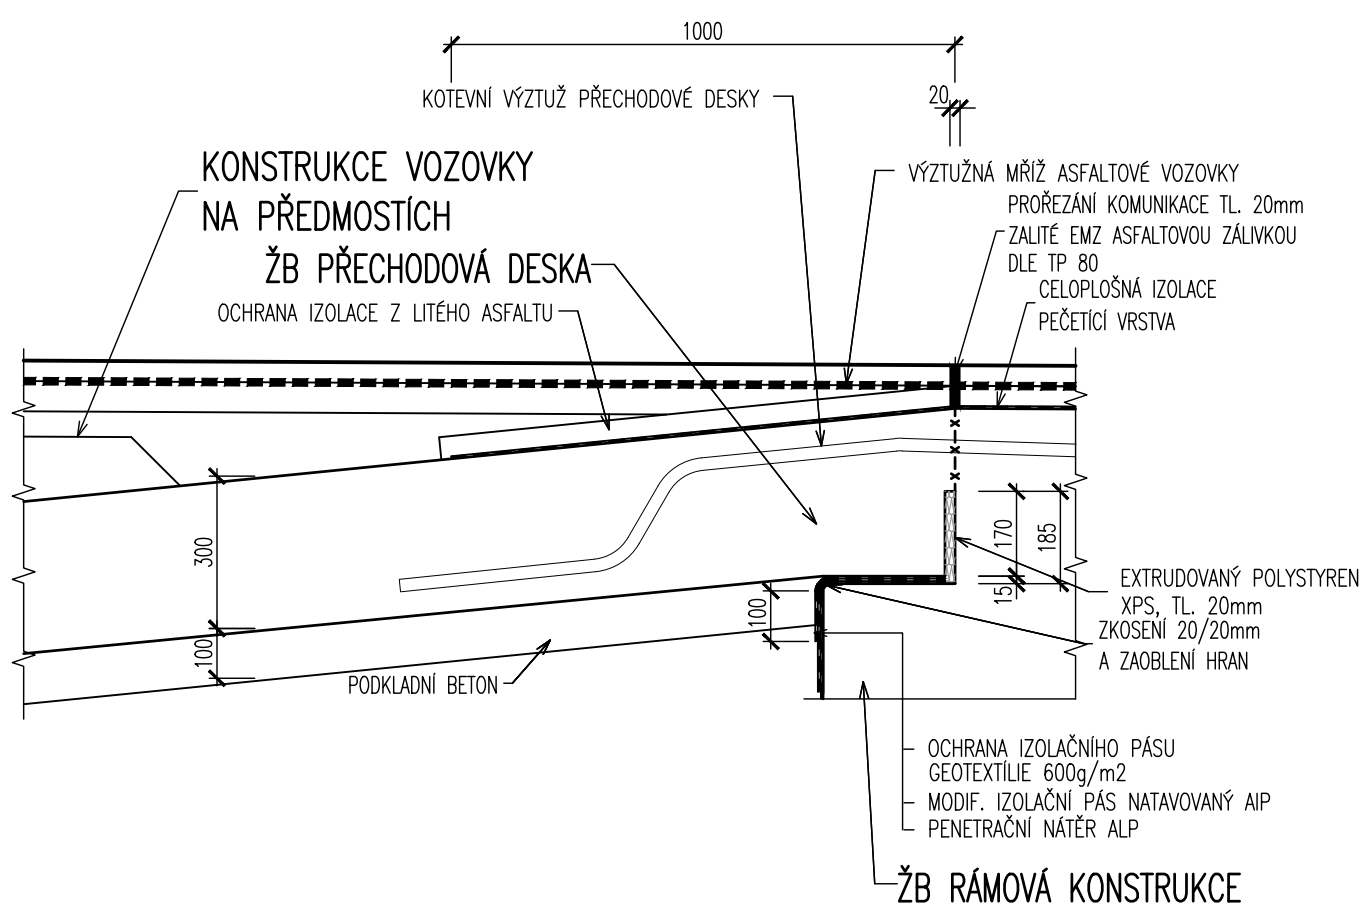 1000
KOTEVNÍ VÝZTUŽ PŘECHODOVÉ DESKY
20
KONSTRUKCE VOZOVKY
NA PŘEDMOSTÍCH
VÝZTUŽNÁ MŘÍŽ ASFALTOVÉ VOZOVKY
PROŘEZÁNÍ KOMUNIKACE TL. 20mm
ZALITÉ EMZ ASFALTOVOU ZÁLIVKOU
DLE TP 80
ŽB PŘECHODOVÁ DESKA
OCHRANA IZOLACE Z LITÉHO ASFALTU
CELOPLOŠNÁ IZOLACE
PEČETÍCÍ VRSTVA
300
100
100
170
185
15
EXTRUDOVANÝ POLYSTYREN
XPS, TL. 20mm
ZKOSENÍ 20/20mm
A ZAOBLENÍ HRAN
PODKLADNÍ BETON
OCHRANA IZOLAČNÍHO PÁSU
GEOTEXTÍLIE 600g/m2
MODIF. IZOLAČNÍ PÁS NATAVOVANÝ AIP
PENETRAČNÍ NÁTĚR ALP
ŽB RÁMOVÁ KONSTRUKCE